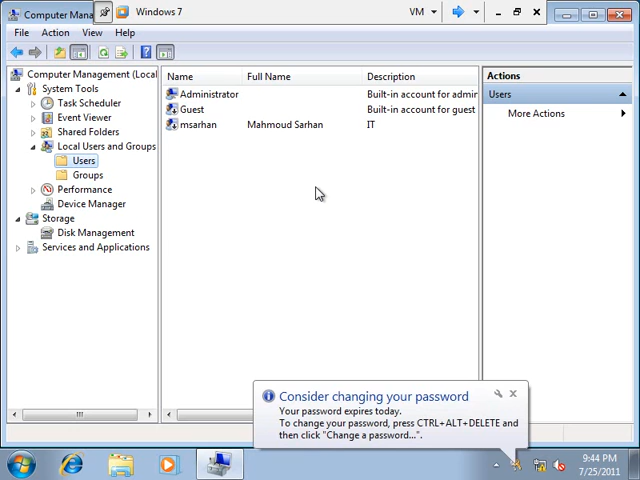 Computer Mana
Windows 7
VM
File Action View Help
Computer Management (Local
System Tools
Task Scheduler
Event Viewer
Shared Folders
Local Users and Groups
Users
Groups
Performance
Device Manager
Storage
Disk Management
Services and Applications
Name Full Name Description
Administrator Built-in account for admir
Guest Built-in account for guest
msarhan Mahmoud Sarhan IT
Actions
Users
More Actions
Consider changing your password
Your password expires today.
To change your password, press CTRL+ALT+DELETE and
then click "Change a password...".
9:44 PM
7/25/2011